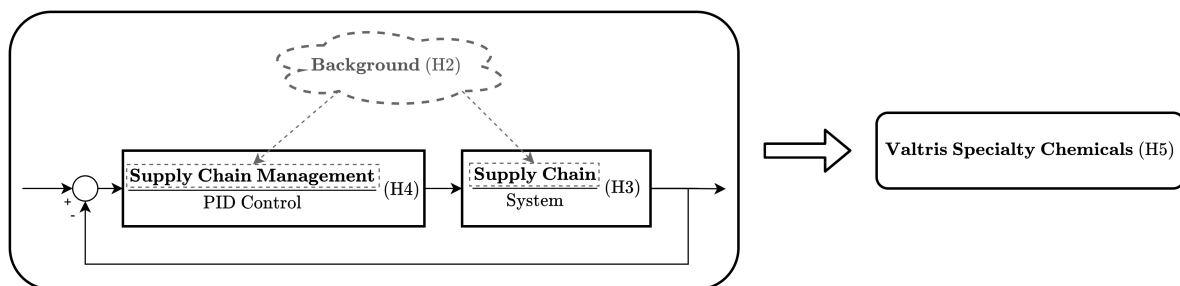 Background (H2)
Supply Chain Management
PID Control
(H4)
Supply Chain
System
(H3)
+
-
Valtris Specialty Chemicals (H5)